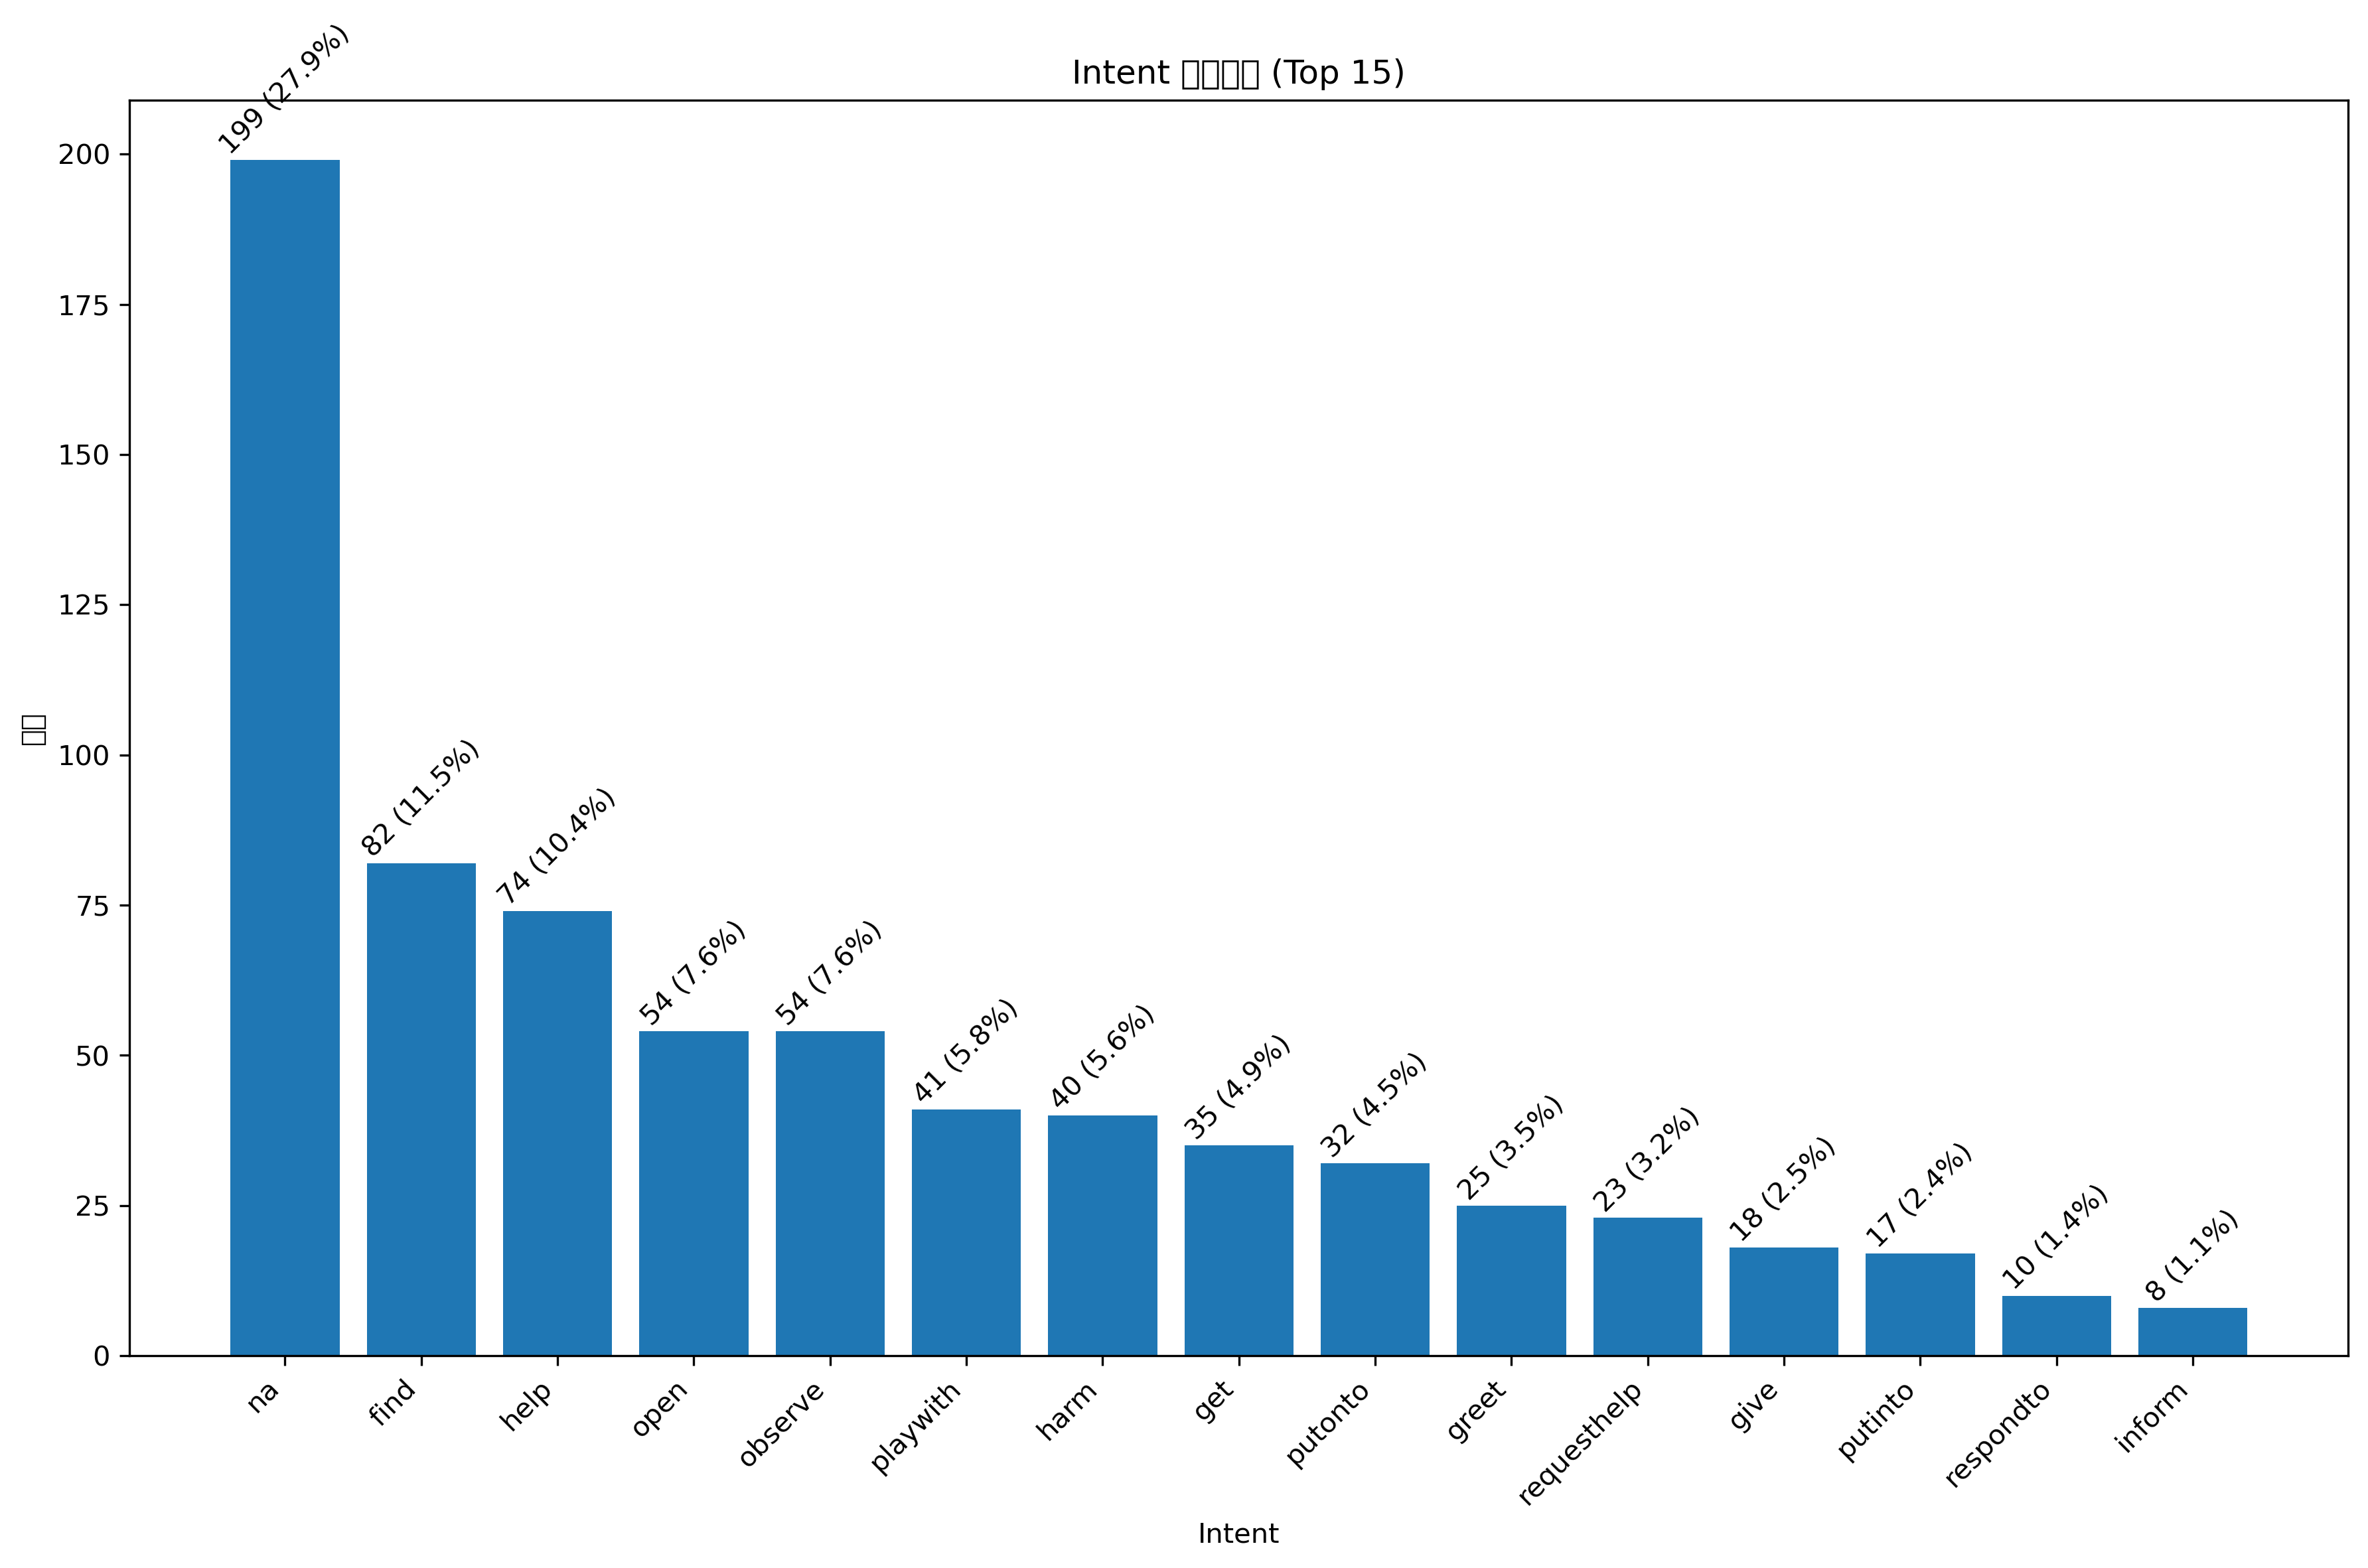 Intent (Top 15)
199 (27.9%)
82 (11.5%)
74 (10.4%)
54 (7.6%)
54 (7.6%)
41 (5.8%)
40 (5.6%)
35 (4.9%)
32 (4.5%)
25 (3.5%)
23 (3.2%)
18 (2.5%)
17 (2.4%)
10 (1.4%)
8 (1.1%)
200
175
150
125
100
75
50
25
0
na
find
help
open
observe
playwith
harm
get
putonto
greet
requesthelp
give
putinto
respondto
inform
Intent